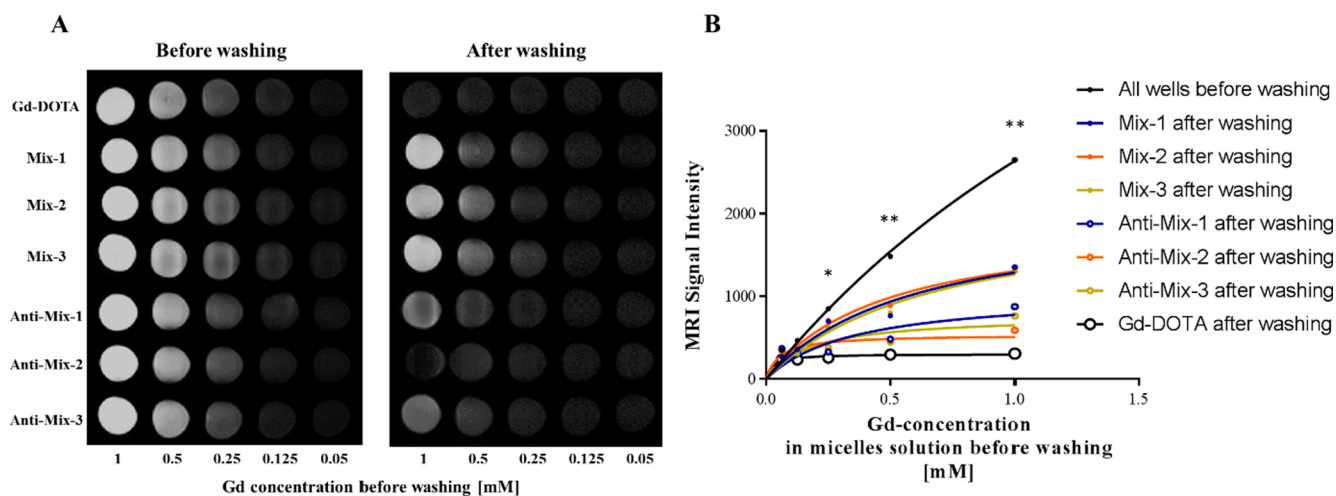 A
Before washing
After washing
Gd-DOTA
Mix-1
Mix-2
Mix-3
Anti-Mix-1
Anti-Mix-2
Anti-Mix-3
1 0.5 0.25 0.125 0.05
1 0.5 0.25 0.125 0.05
Gd concentration before washing [mM]
B
MRI Signal Intensity
3000
2000
1000
0
*
**
**
0.0 0.5 1.0 1.5
Gd-concentration
in micelles solution before washing
[mM]
All wells before washing
Mix-1 after washing
Mix-2 after washing
Mix-3 after washing
Anti-Mix-1 after washing
Anti-Mix-2 after washing
Anti-Mix-3 after washing
Gd-DOTA after washing